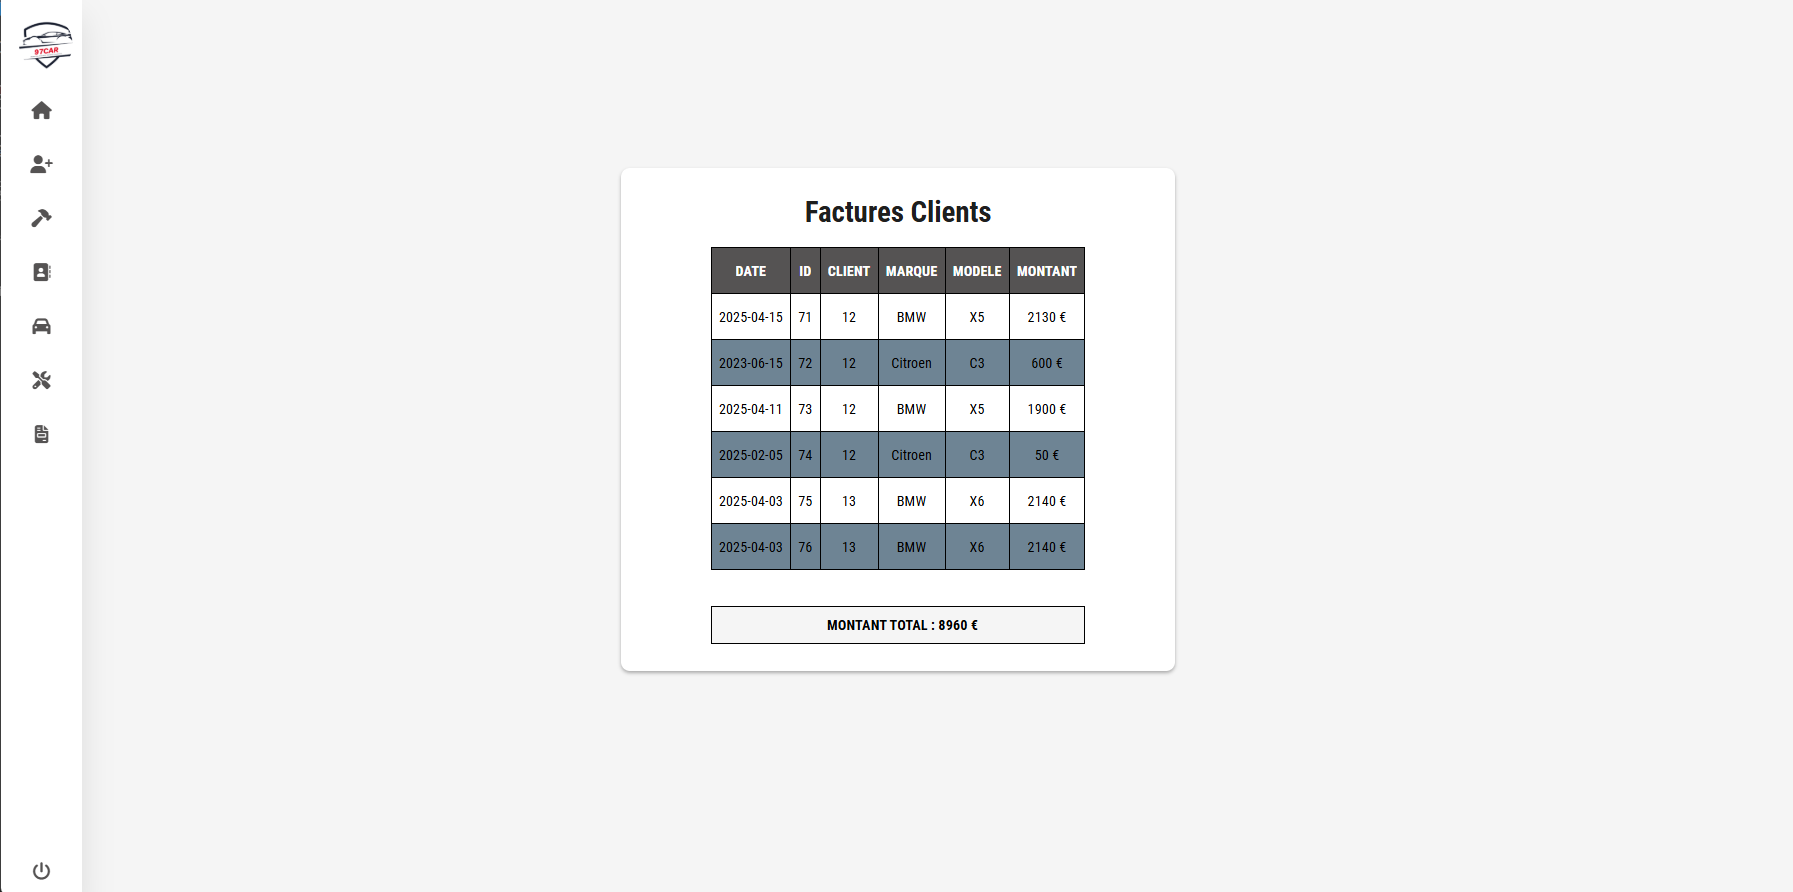 97CAR
Factures Clients
DATE ID CLIENT MARQUE MODELE MONTANT
2025-04-15 71 12 BMW X5 2130 €
2023-06-15 72 12 Citroen C3 600 €
2025-04-11 73 12 BMW X5 1900 €
2025-02-05 74 12 Citroen C3 50 €
2025-04-03 75 13 BMW X6 2140 €
2025-04-03 76 13 BMW X6 2140 €
MONTANT TOTAL : 8960 €